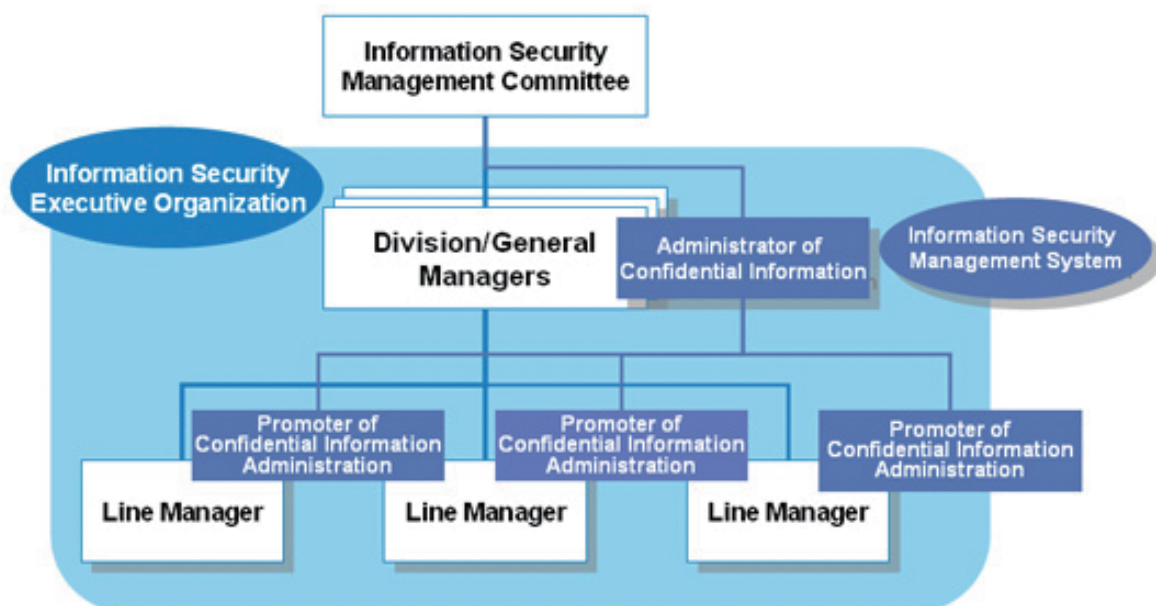 Information Security
Management Committee
Information Security
Executive Organization
Division/General
Managers
Administrator of
Confidential Information
Information Security
Management System
Promoter of
Confidential Information
Administration
Promoter of
Confidential Information
Administration
Promoter of
Confidential Information
Administration
Line Manager
Line Manager
Line Manager